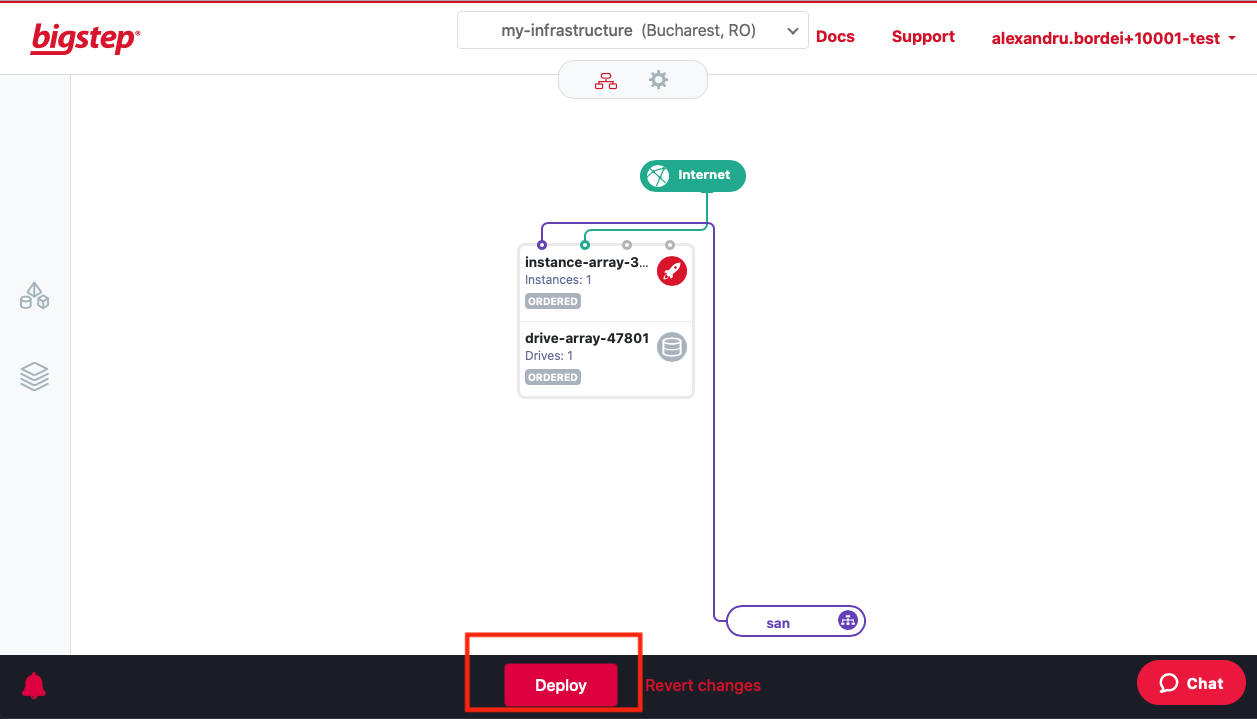 bigstep
my-infrastructure (Bucharest, RO)
Docs
Support
alexandru.bordei+10001-test
Internet
instance-array-3...
Instances: 1
ORDERED
drive-array-47801
Drives: 1
ORDERED
san
Deploy
Revert changes
Chat